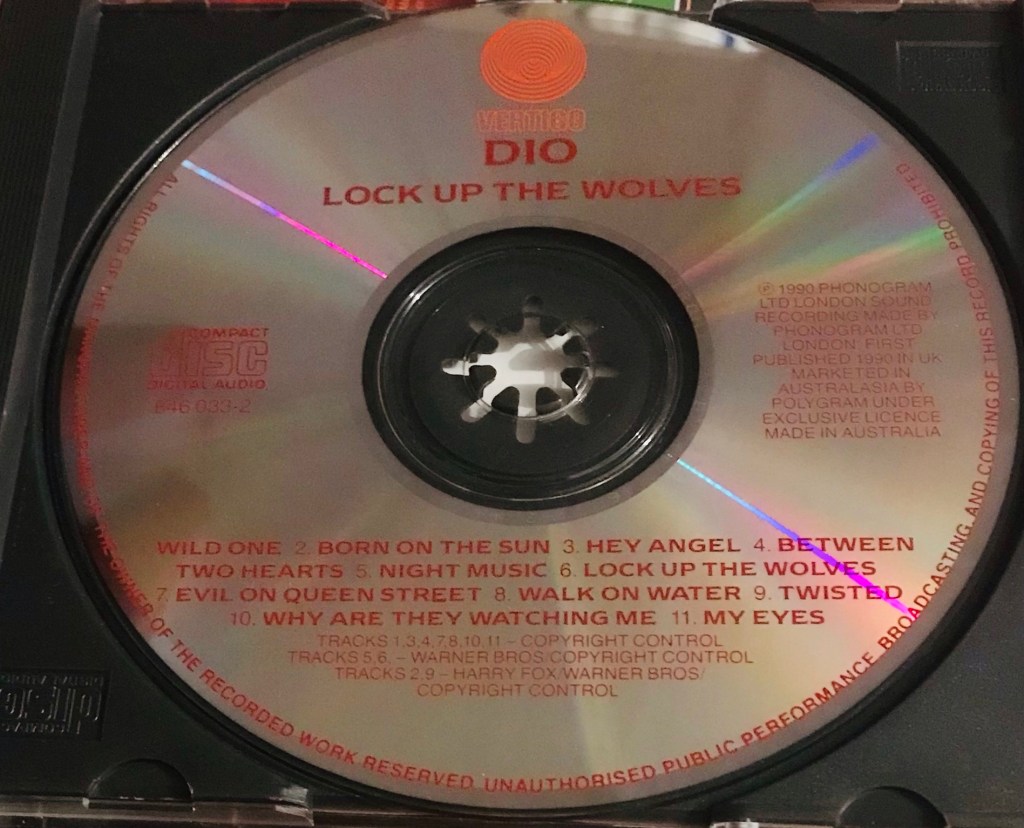 VERTIGO
DIO
LOCK UP THE WOLVES
COMPACT
DISC
DIGITAL AUDIO
846 033-2
℗ 1990 PHONOGRAM
LTD LONDON SOUND
RECORDING MADE BY
PHONOGRAM LTD
LONDON. FIRST
PUBLISHED 1990 IN UK
MARKETED IN
AUSTRALASIA BY
POLYGRAM UNDER
EXCLUSIVE LICENCE
MADE IN AUSTRALIA
WILD ONE 2. BORN ON THE SUN 3. HEY ANGEL 4. BETWEEN
TWO HEARTS 5. NIGHT MUSIC 6. LOCK UP THE WOLVES
7. EVIL ON QUEEN STREET 8. WALK ON WATER 9. TWISTED
10. WHY ARE THEY WATCHING ME 11. MY EYES
TRACKS 1,3,4,7,8,10,11 – COPYRIGHT CONTROL
TRACKS 5,6, – WARNER BROS/COPYRIGHT CONTROL
TRACKS 2,9 – HARRY FOX/WARNER BROS/
COPYRIGHT CONTROL
ALL RIGHTS OF THE OWNER OF THE RECORDED WORK RESERVED. UNAUTHORISED PUBLIC PERFORMANCE, BROADCASTING AND COPYING OF THIS RECORD PROHIBITED
COMPACT
disc
DIGITAL AUDIO